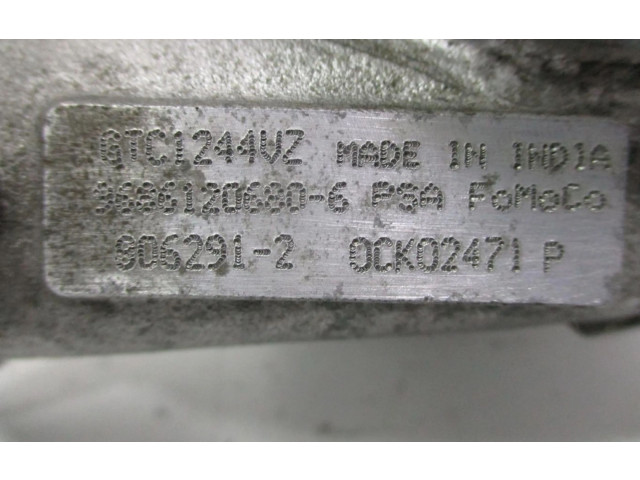 GTC1244VZ MADE IN INDIA
9686120680-6 PSA FoMoCo
806291-2 0CK02471 P